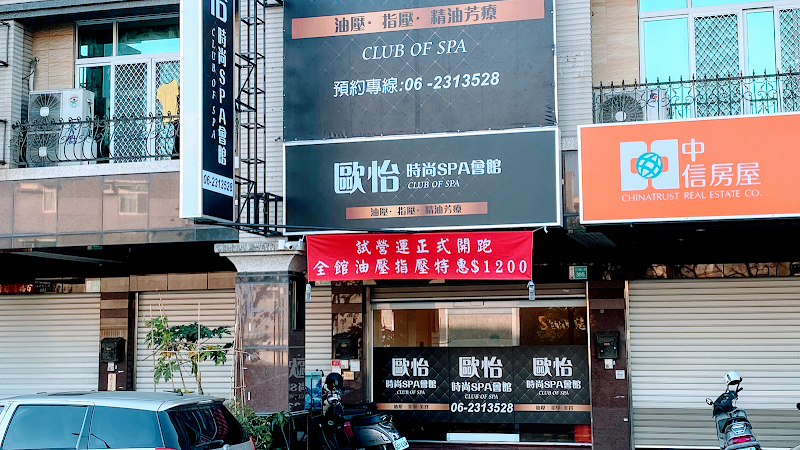 時尚SPA會館
CLUB OF SPA
06-2313528
油壓·指壓·精油芳療
CLUB OF SPA
預約專線:06-2313528
歐怡 時尚SPA會館
CLUB OF SPA
油壓·指壓·精油芳療
中信房屋
CHINATRUST REAL ESTATE CO.
試營運正式開跑
全館油壓指壓特惠$1200
歐怡
時尚SPA會館
CLUB OF SPA
歐怡
時尚SPA會館
CLUB OF SPA
06-2313528
歐怡
時尚SPA會館
CLUB OF SPA